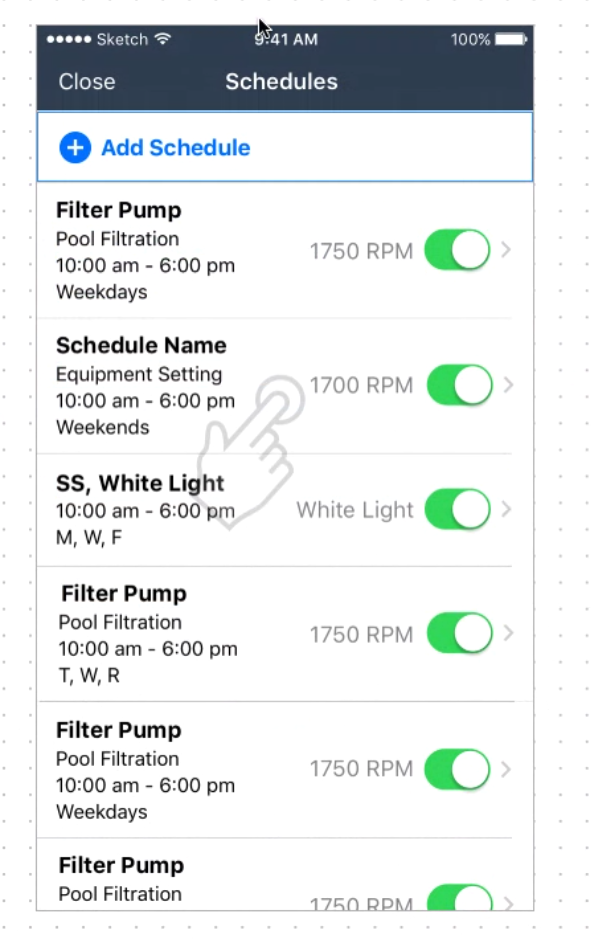 Sketch 9:41 AM 100%
Close Schedules
Add Schedule
Filter Pump
Pool Filtration
1750 RPM
10:00 am - 6:00 pm
Weekdays
Schedule Name
Equipment Setting
1700 RPM
10:00 am - 6:00 pm
Weekends
SS, White Light
10:00 am - 6:00 pm
White Light
M, W, F
Filter Pump
Pool Filtration
1750 RPM
10:00 am - 6:00 pm
T, W, R
Filter Pump
Pool Filtration
1750 RPM
10:00 am - 6:00 pm
Weekdays
Filter Pump
Pool Filtration
1750 RPM